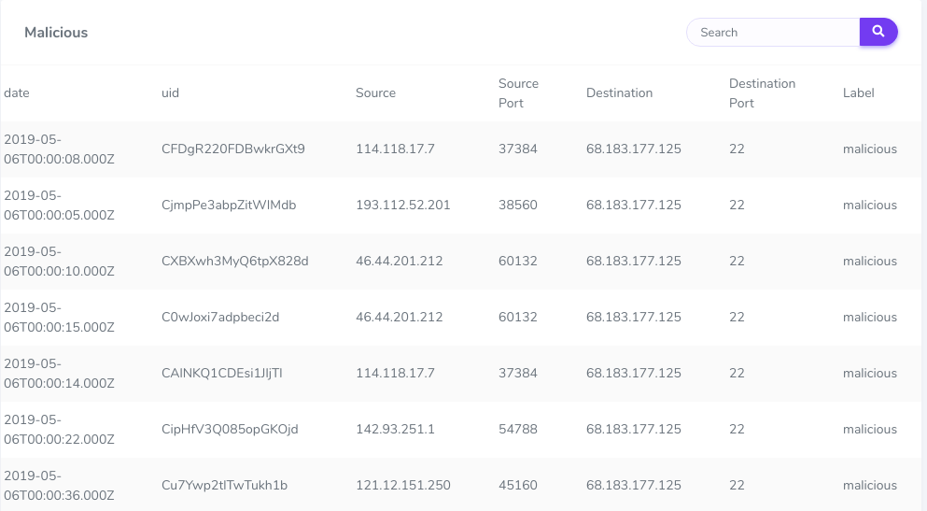 Malicious
Search
date uid Source Source Port Destination Destination Port Label
2019-05-06T00:00:08.000Z CFDgR220FDBwkrGXt9 114.118.17.7 37384 68.183.177.125 22 malicious
2019-05-06T00:00:05.000Z CjmpPe3abpZitWIMdb 193.112.52.201 38560 68.183.177.125 22 malicious
2019-05-06T00:00:10.000Z CXBXwh3MyQ6tpX828d 46.44.201.212 60132 68.183.177.125 22 malicious
2019-05-06T00:00:15.000Z C0wJoxi7adpbeci2d 46.44.201.212 60132 68.183.177.125 22 malicious
2019-05-06T00:00:14.000Z CAINKQ1CDEsi1JIjTl 114.118.17.7 37384 68.183.177.125 22 malicious
2019-05-06T00:00:22.000Z CipHfV3Q085opGKOjd 142.93.251.1 54788 68.183.177.125 22 malicious
2019-05-06T00:00:36.000Z Cu7Ywp2tlTwTukh1b 121.12.151.250 45160 68.183.177.125 22 malicious